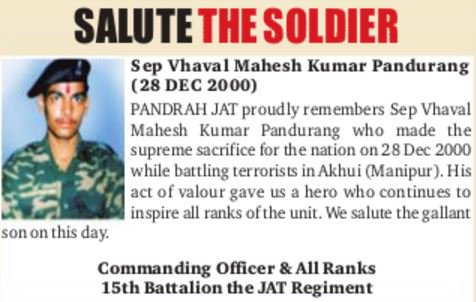 SALUTE THE SOLDIER
Sep Vhaval Mahesh Kumar Pandurang
(28 DEC 2000)
PANDRAH JAT proudly remembers Sep Vhaval
Mahesh Kumar Pandurang who made the
supreme sacrifice for the nation on 28 Dec 2000
while battling terrorists in Akhui (Manipur). His
act of valour gave us a hero who continues to
inspire all ranks of the unit. We salute the gallant
son on this day.
Commanding Officer & All Ranks
15th Battalion the JAT Regiment